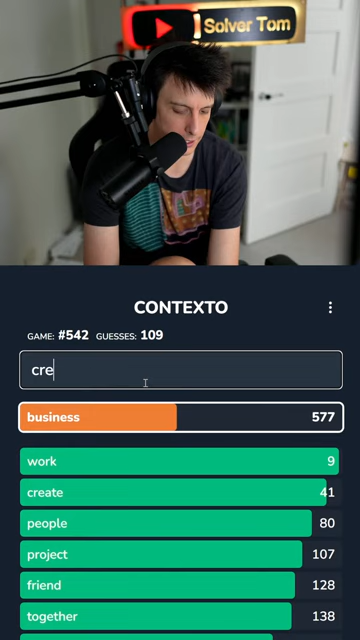 Solver Tom
CONTEXTO
GAME: #542 GUESSES: 109
cre
business 577
work 9
create 41
people 80
project 107
friend 128
together 138